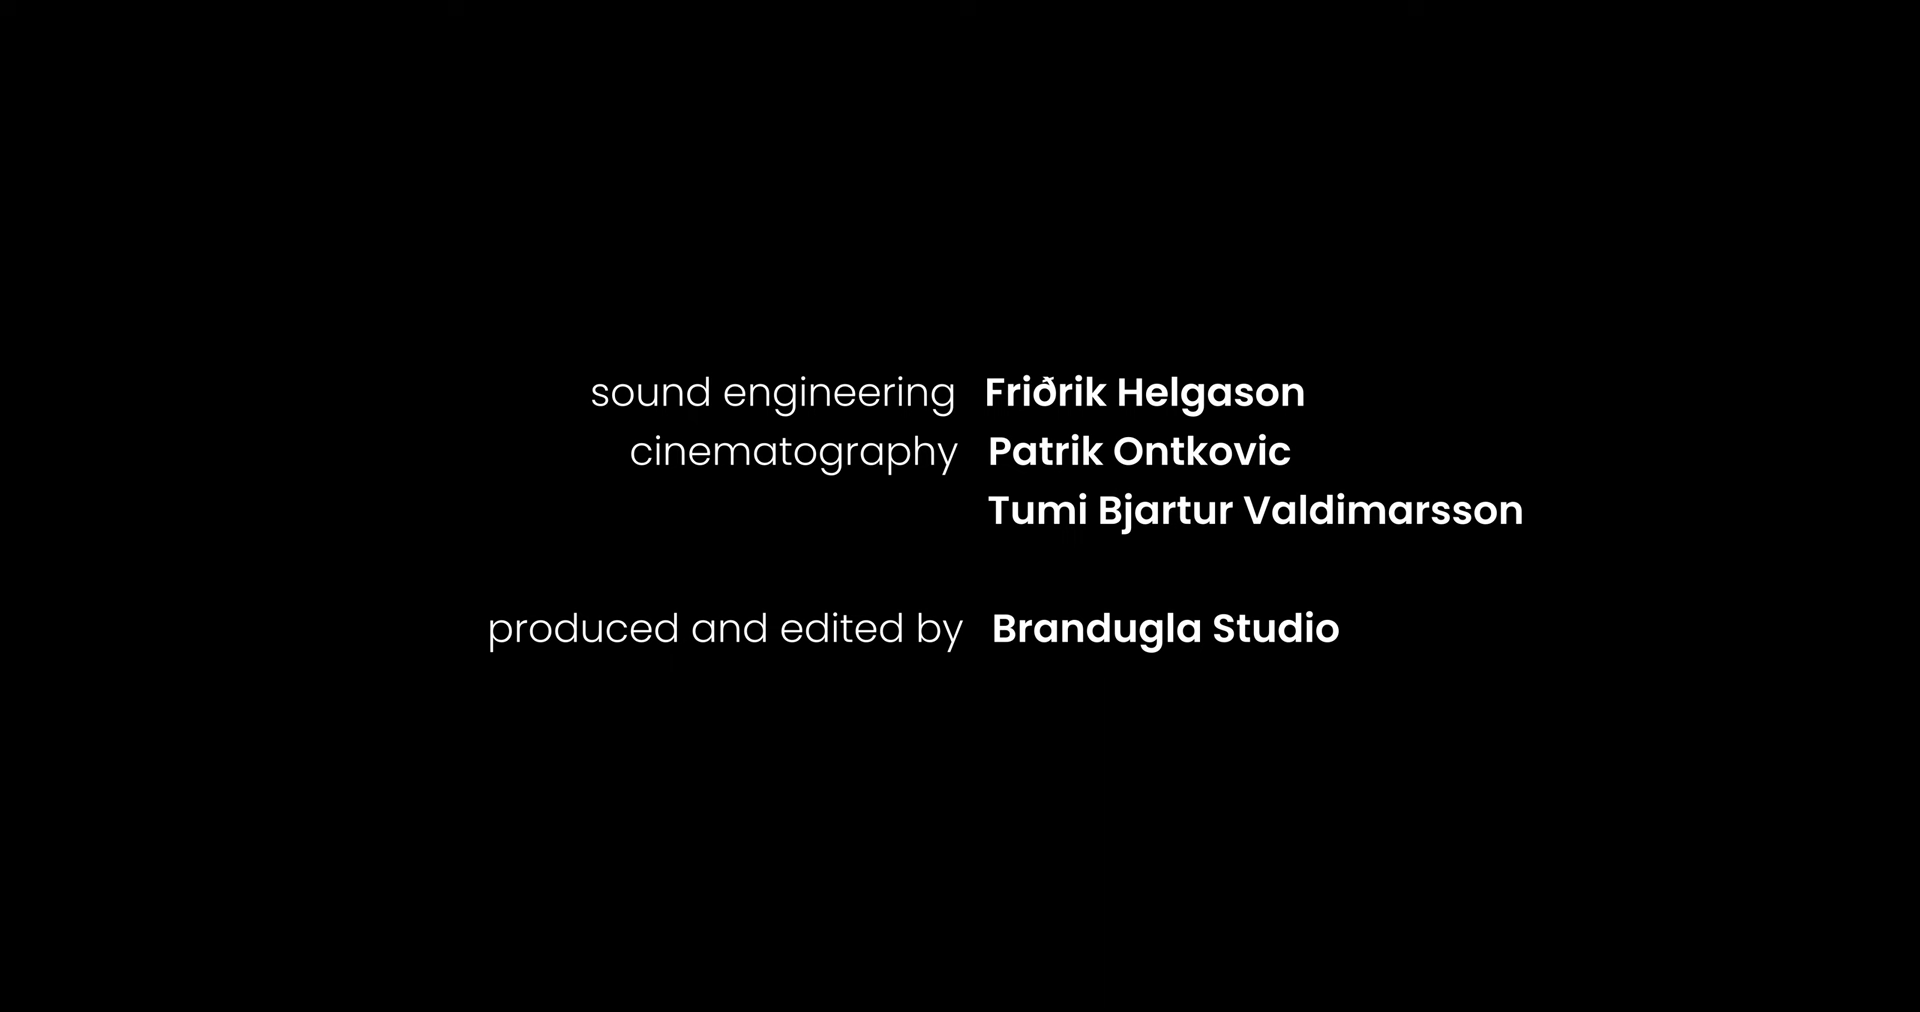 sound engineering Friðrik Helgason
cinematography Patrik Ontkovic
Tumi Bjartur Valdimarsson
produced and edited by Brandugla Studio